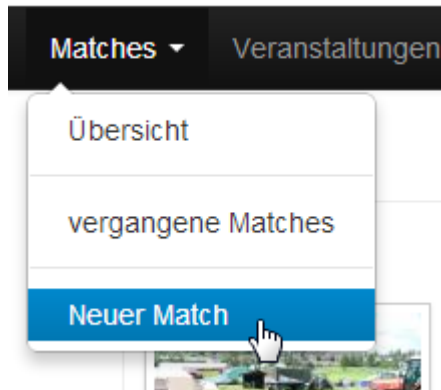 Matches Veranstaltungen
Übersicht
vergangene Matches
Neuer Match